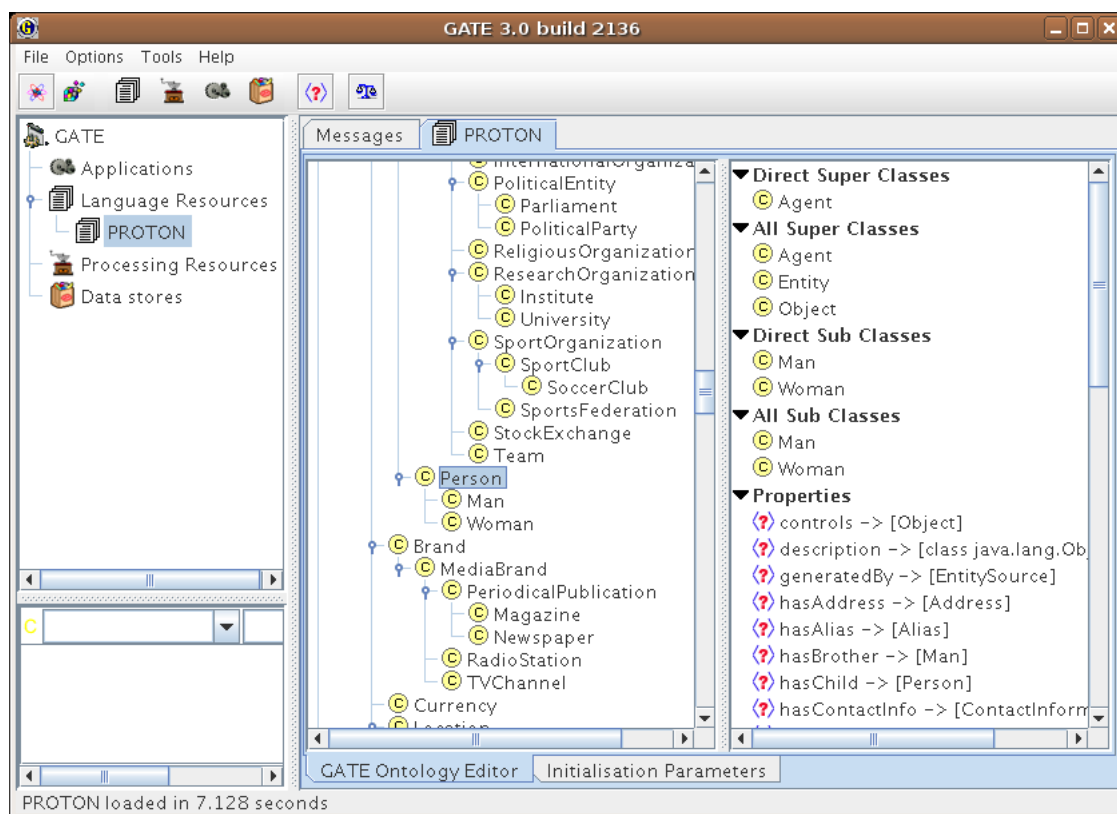 GATE 3.0 build 2136
File Options Tools Help
GATE
Applications
Language Resources
PROTON
Processing Resources
Data stores
Messages
PROTON
InternationalOrganiza
PoliticalEntity
Parliament
PoliticalParty
ReligiousOrganization
ResearchOrganization
Institute
University
SportOrganization
SportClub
SoccerClub
SportsFederation
StockExchange
Team
Person
Man
Woman
Brand
MediaBrand
PeriodicalPublication
Magazine
Newspaper
RadioStation
TVChannel
Currency
Location
Direct Super Classes
Agent
All Super Classes
Agent
Entity
Object
Direct Sub Classes
Man
Woman
All Sub Classes
Man
Woman
Properties
controls -> [Object]
description -> [class java.lang.Ob
generatedBy -> [EntitySource]
hasAddress -> [Address]
hasAlias -> [Alias]
hasBrother -> [Man]
hasChild -> [Person]
hasContactInfo -> [ContactInform
GATE Ontology Editor
Initialisation Parameters
PROTON loaded in 7.128 seconds